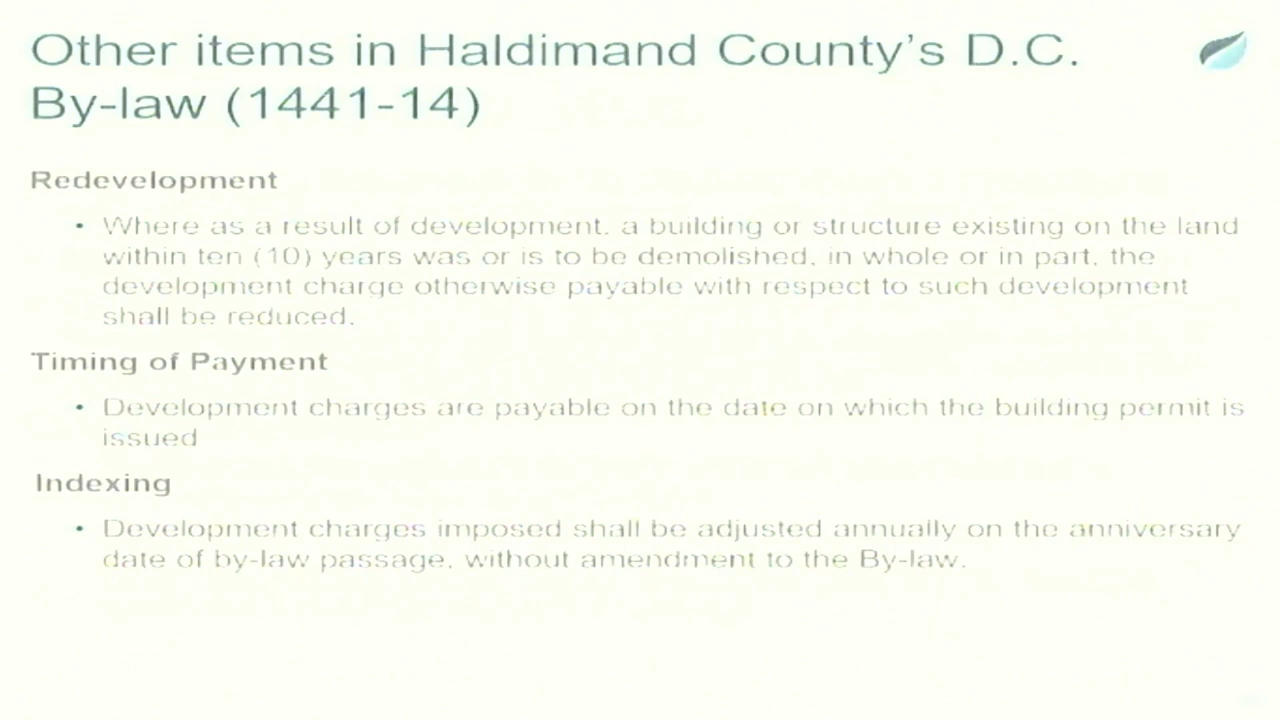 Other items in Haldimand County's D.C.
By-law (1441-14)
Redevelopment
• Where as a result of development, a building or structure existing on the land
within ten (10) years was or is to be demolished, in whole or in part, the
development charge otherwise payable with respect to such development
shall be reduced.
Timing of Payment
• Development charges are payable on the date on which the building permit is
issued
Indexing
• Development charges imposed shall be adjusted annually on the anniversary
date of by-law passage, without amendment to the By-law.